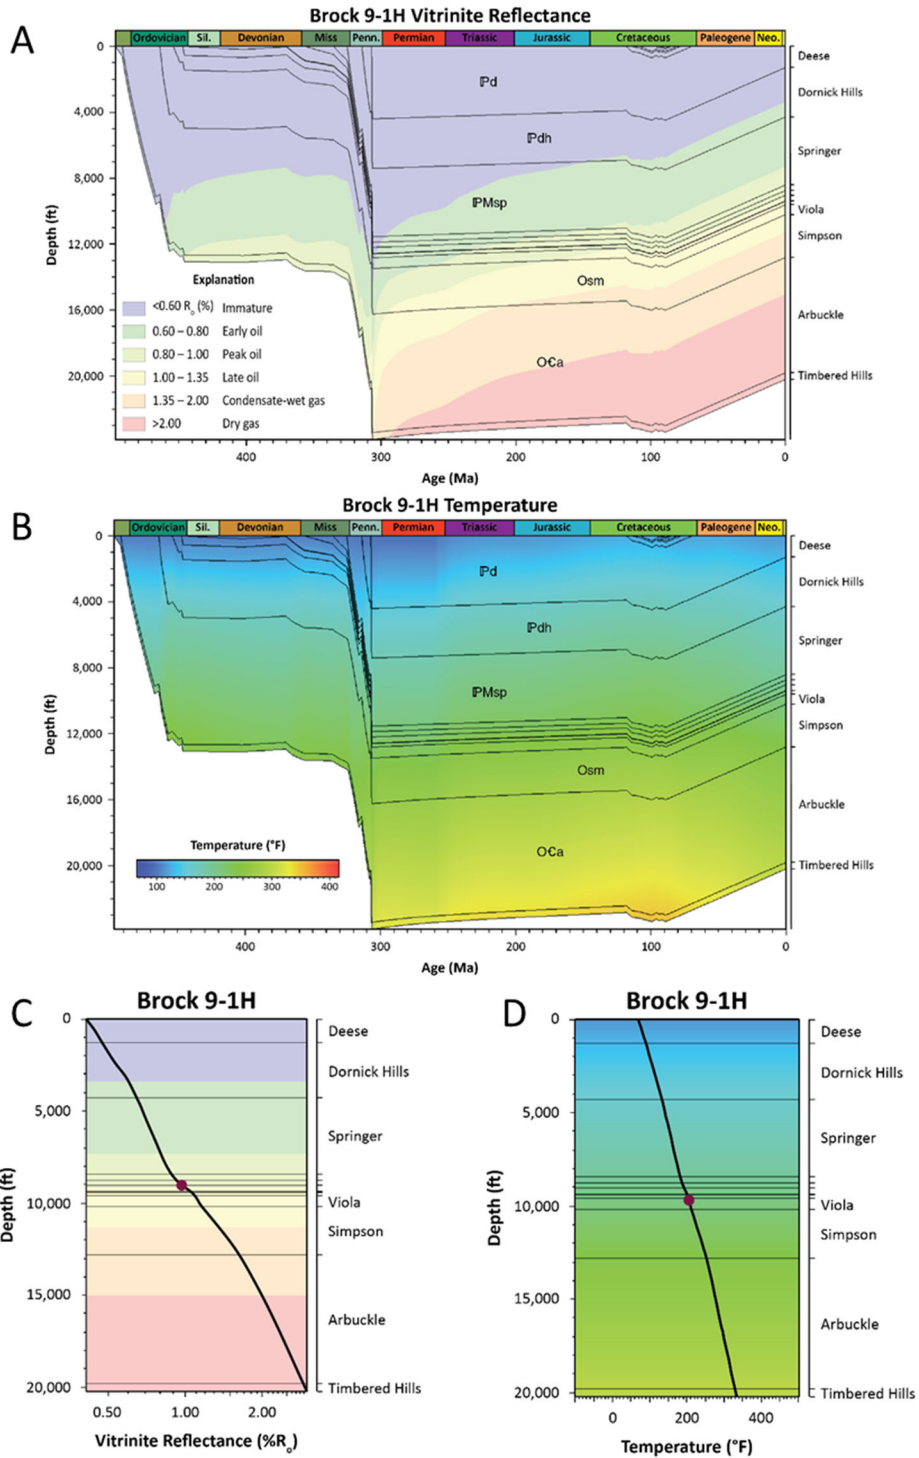 Brock 9-1H Vitrinite Reflectance
A
Ordovician Sil. Devonian Miss Penn. Permian Triassic Jurassic Cretaceous Paleogene Neo.
0
4,000
8,000
12,000
16,000
20,000
Depth (ft)
ℙd
ℙdh
ℙMsp
Osm
O€a
Deese
Dornick Hills
Springer
Viola
Simpson
Arbuckle
Timbered Hills
Explanation
<0.60 Rₒ (%) Immature
0.60 – 0.80 Early oil
0.80 – 1.00 Peak oil
1.00 – 1.35 Late oil
1.35 – 2.00 Condensate-wet gas
>2.00 Dry gas
400 300 200 100 0
Age (Ma)
Brock 9-1H Temperature
B
Ordovician Sil. Devonian Miss Penn. Permian Triassic Jurassic Cretaceous Paleogene Neo.
0
4,000
8,000
12,000
16,000
20,000
Depth (ft)
ℙd
ℙdh
ℙMsp
Osm
O€a
Deese
Dornick Hills
Springer
Viola
Simpson
Arbuckle
Timbered Hills
Temperature (°F)
100 200 300 400
400 300 200 100 0
Age (Ma)
C
Brock 9-1H
0
5,000
10,000
15,000
20,000
Depth (ft)
Deese
Dornick Hills
Springer
Viola
Simpson
Arbuckle
Timbered Hills
0.50 1.00 2.00
Vitrinite Reflectance (%Rₒ)
D
Brock 9-1H
0
5,000
10,000
15,000
20,000
Depth (ft)
Deese
Dornick Hills
Springer
Viola
Simpson
Arbuckle
Timbered Hills
0 200 400
Temperature (°F)